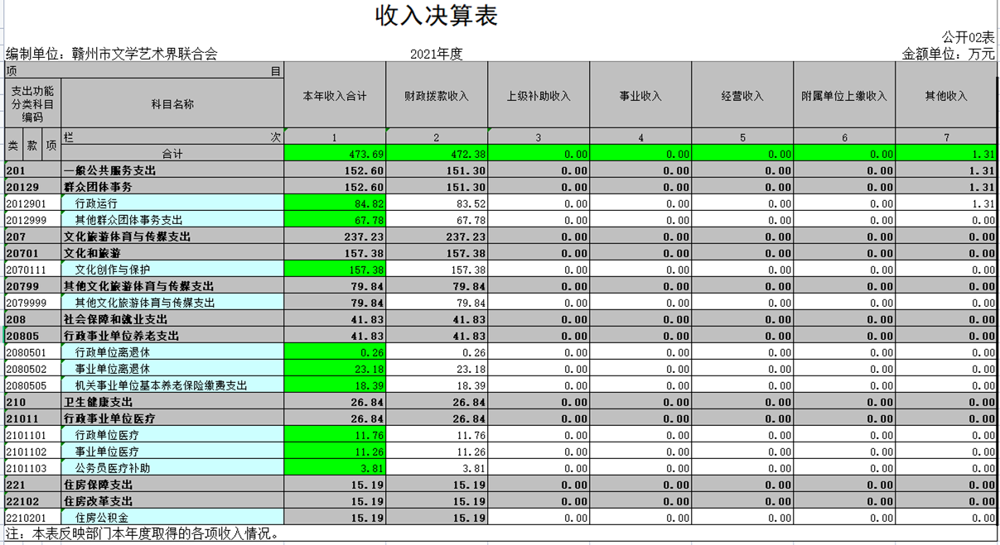 收入决算表
公开02表
编制单位：赣州市文学艺术界联合会 2021年度 金额单位：万元
项 目 本年收入合计 财政拨款收入 上级补助收入 事业收入 经营收入 附属单位上缴收入 其他收入
支出功能分类科目编码 科目名称
类 款 项 栏 次 1 2 3 4 5 6 7
合计 473.69 472.38 0.00 0.00 0.00 0.00 1.31
201 一般公共服务支出 152.60 151.30 0.00 0.00 0.00 0.00 1.31
20129 群众团体事务 152.60 151.30 0.00 0.00 0.00 0.00 1.31
2012901 行政运行 84.82 83.52 0.00 0.00 0.00 0.00 1.31
2012999 其他群众团体事务支出 67.78 67.78 0.00 0.00 0.00 0.00 0.00
207 文化旅游体育与传媒支出 237.23 237.23 0.00 0.00 0.00 0.00 0.00
20701 文化和旅游 157.38 157.38 0.00 0.00 0.00 0.00 0.00
2070111 文化创作与保护 157.38 157.38 0.00 0.00 0.00 0.00 0.00
20799 其他文化旅游体育与传媒支出 79.84 79.84 0.00 0.00 0.00 0.00 0.00
2079999 其他文化旅游体育与传媒支出 79.84 79.84 0.00 0.00 0.00 0.00 0.00
208 社会保障和就业支出 41.83 41.83 0.00 0.00 0.00 0.00 0.00
20805 行政事业单位养老支出 41.83 41.83 0.00 0.00 0.00 0.00 0.00
2080501 行政单位离退休 0.26 0.26 0.00 0.00 0.00 0.00 0.00
2080502 事业单位离退休 23.18 23.18 0.00 0.00 0.00 0.00 0.00
2080505 机关事业单位基本养老保险缴费支出 18.39 18.39 0.00 0.00 0.00 0.00 0.00
210 卫生健康支出 26.84 26.84 0.00 0.00 0.00 0.00 0.00
21011 行政事业单位医疗 26.84 26.84 0.00 0.00 0.00 0.00 0.00
2101101 行政单位医疗 11.76 11.76 0.00 0.00 0.00 0.00 0.00
2101102 事业单位医疗 11.26 11.26 0.00 0.00 0.00 0.00 0.00
2101103 公务员医疗补助 3.81 3.81 0.00 0.00 0.00 0.00 0.00
221 住房保障支出 15.19 15.19 0.00 0.00 0.00 0.00 0.00
22102 住房改革支出 15.19 15.19 0.00 0.00 0.00 0.00 0.00
2210201 住房公积金 15.19 15.19 0.00 0.00 0.00 0.00 0.00
注：本表反映部门本年度取得的各项收入情况。